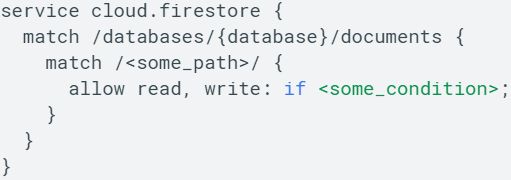 service cloud.firestore {
  match /databases/{database}/documents {
    match /<some_path>/ {
      allow read, write: if <some_condition>;
    }
  }
}